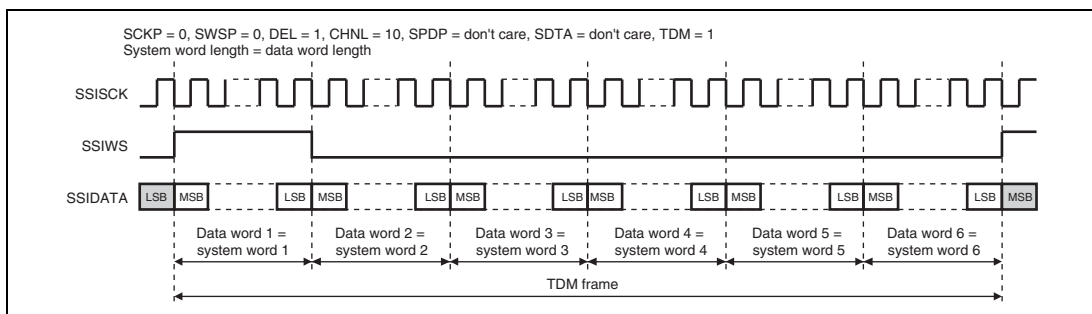 SCKP = 0, SWSP = 0, DEL = 1, CHNL = 10, SPDP = don't care, SDTA = don't care, TDM = 1
System word length = data word length
SSISCK
SSIWS
SSIDATA LSB MSB LSB MSB LSB MSB LSB MSB LSB MSB LSB MSB LSB MSB
Data word 1 = Data word 2 = Data word 3 = Data word 4 = Data word 5 = Data word 6 =
system word 1 system word 2 system word 3 system word 4 system word 5 system word 6
TDM frame